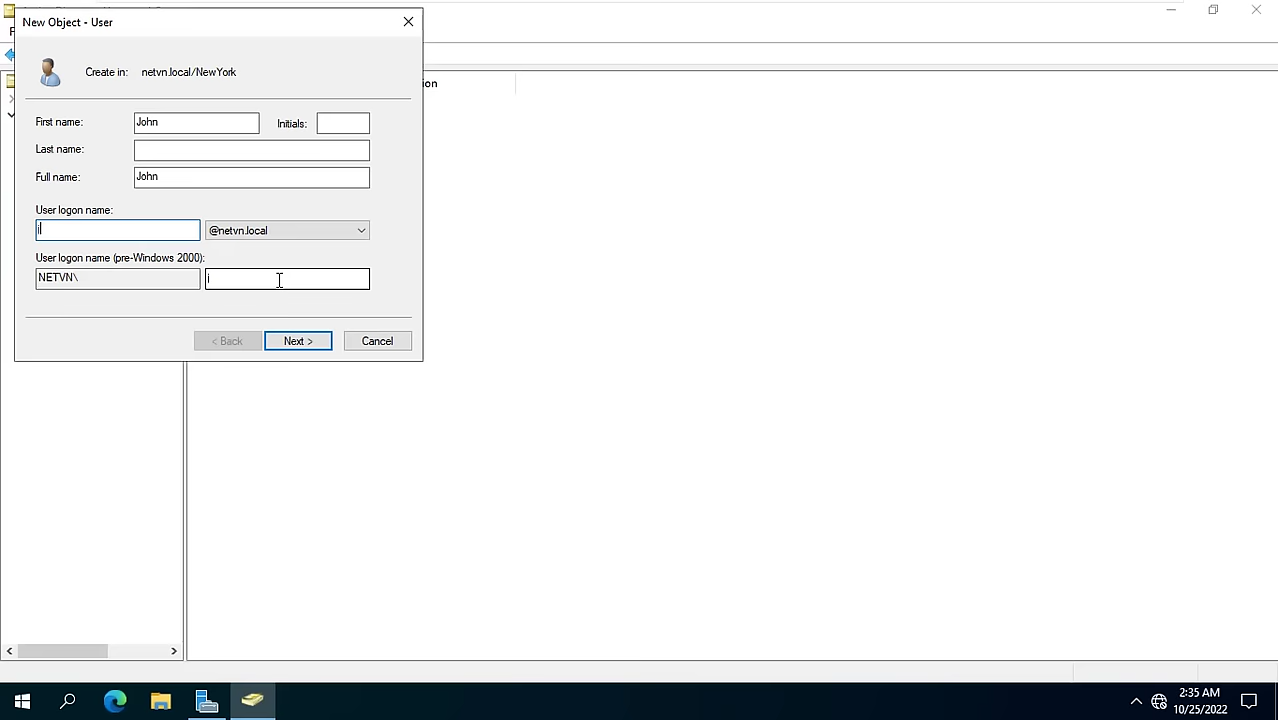 New Object - User
Create in: netvn.local/NewYork
First name: John Initials:
Last name:
Full name: John
User logon name:
i @netvn.local
User logon name (pre-Windows 2000):
NETVN\ i
< Back Next > Cancel
ion
2:35 AM
10/25/2022